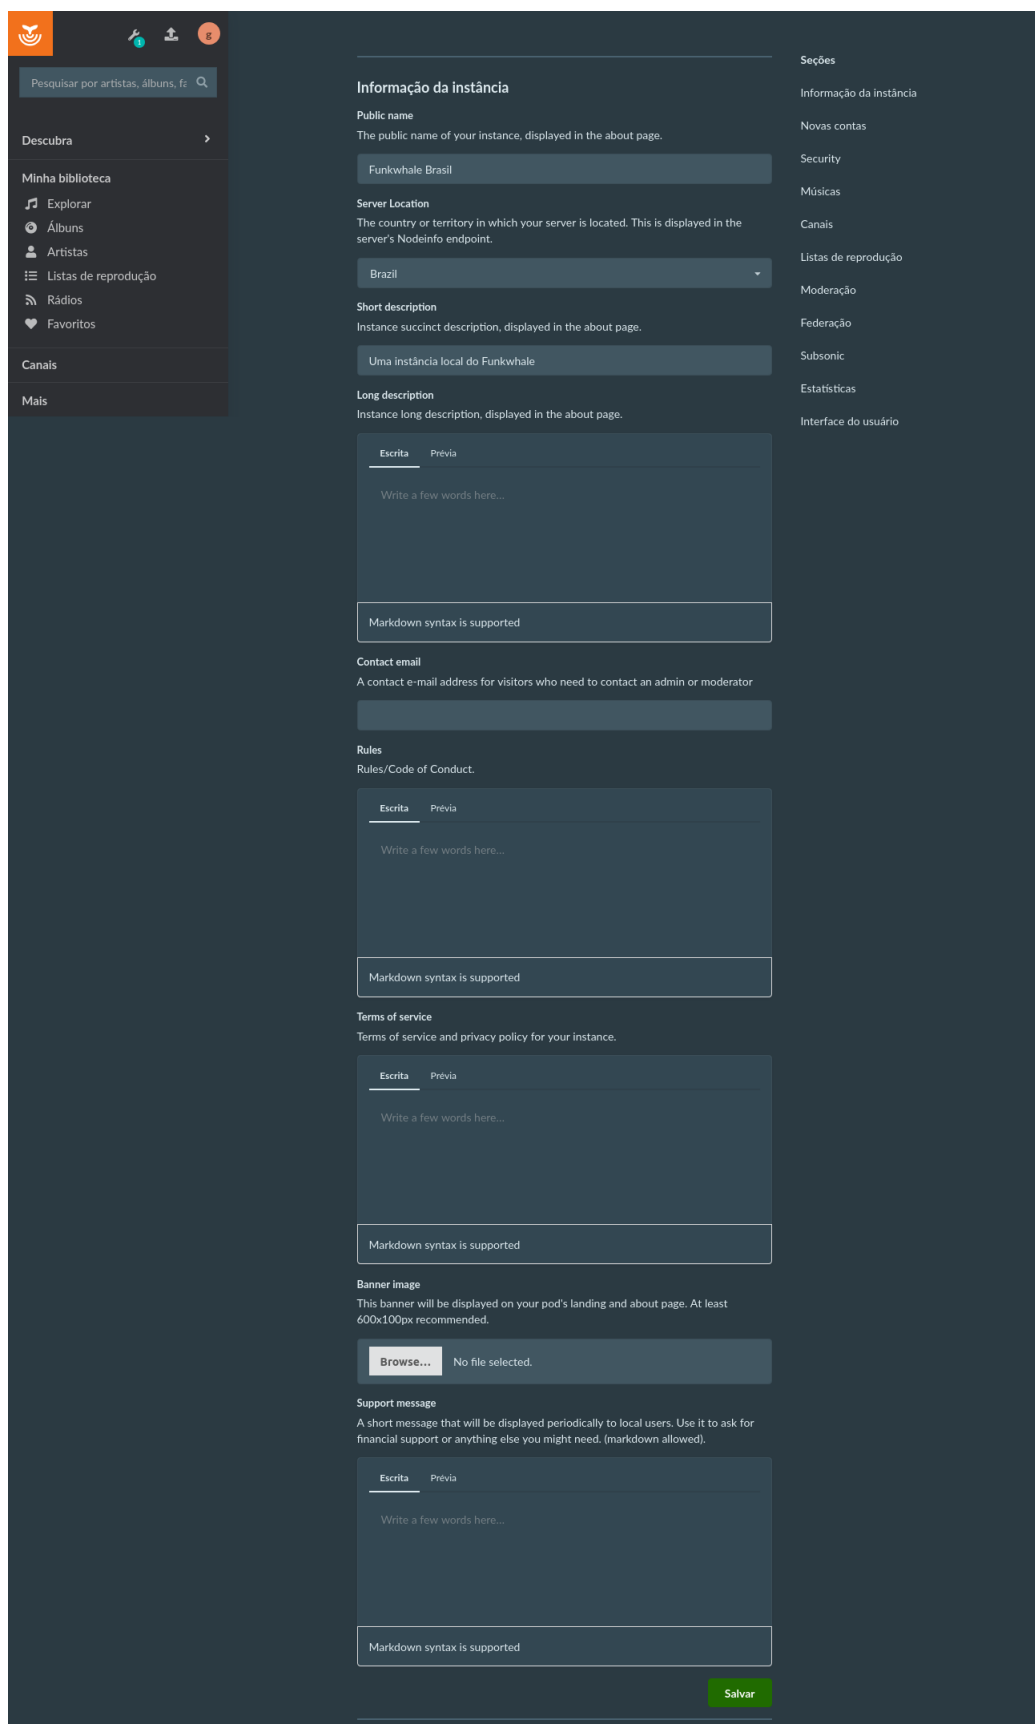 1
g
Pesquisar por artistas, álbuns, fa
Descubra
Minha biblioteca
Explorar
Álbuns
Artistas
Listas de reprodução
Rádios
Favoritos
Canais
Mais
Informação da instância
Public name
The public name of your instance, displayed in the about page.
Funkwhale Brasil
Server Location
The country or territory in which your server is located. This is displayed in the
server's Nodeinfo endpoint.
Brazil
Short description
Instance succinct description, displayed in the about page.
Uma instância local do Funkwhale
Long description
Instance long description, displayed in the about page.
Escrita Prévia
Write a few words here...
Markdown syntax is supported
Contact email
A contact e-mail address for visitors who need to contact an admin or moderator
Rules
Rules/Code of Conduct.
Escrita Prévia
Write a few words here...
Markdown syntax is supported
Terms of service
Terms of service and privacy policy for your instance.
Escrita Prévia
Write a few words here...
Markdown syntax is supported
Banner image
This banner will be displayed on your pod's landing and about page. At least
600x100px recommended.
Browse... No file selected.
Support message
A short message that will be displayed periodically to local users. Use it to ask for
financial support or anything else you might need. (markdown allowed).
Escrita Prévia
Write a few words here...
Markdown syntax is supported
Salvar
Seções
Informação da instância
Novas contas
Security
Músicas
Canais
Listas de reprodução
Moderação
Federação
Subsonic
Estatísticas
Interface do usuário